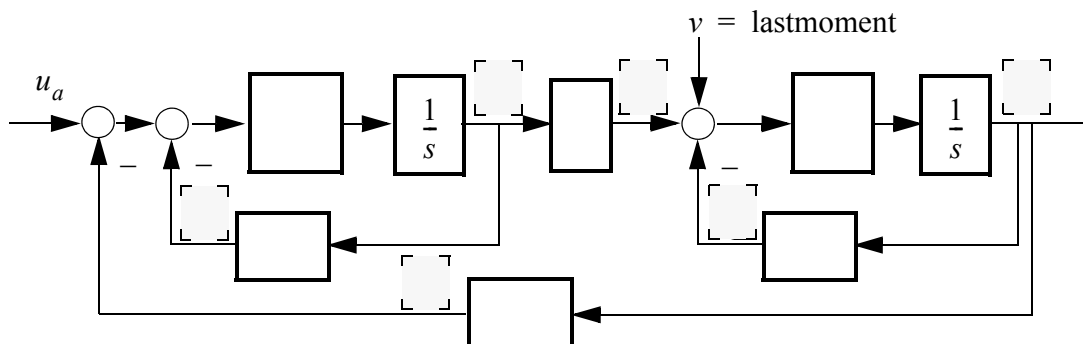 v = lastmoment
u_a
1/s
1/s
− − −